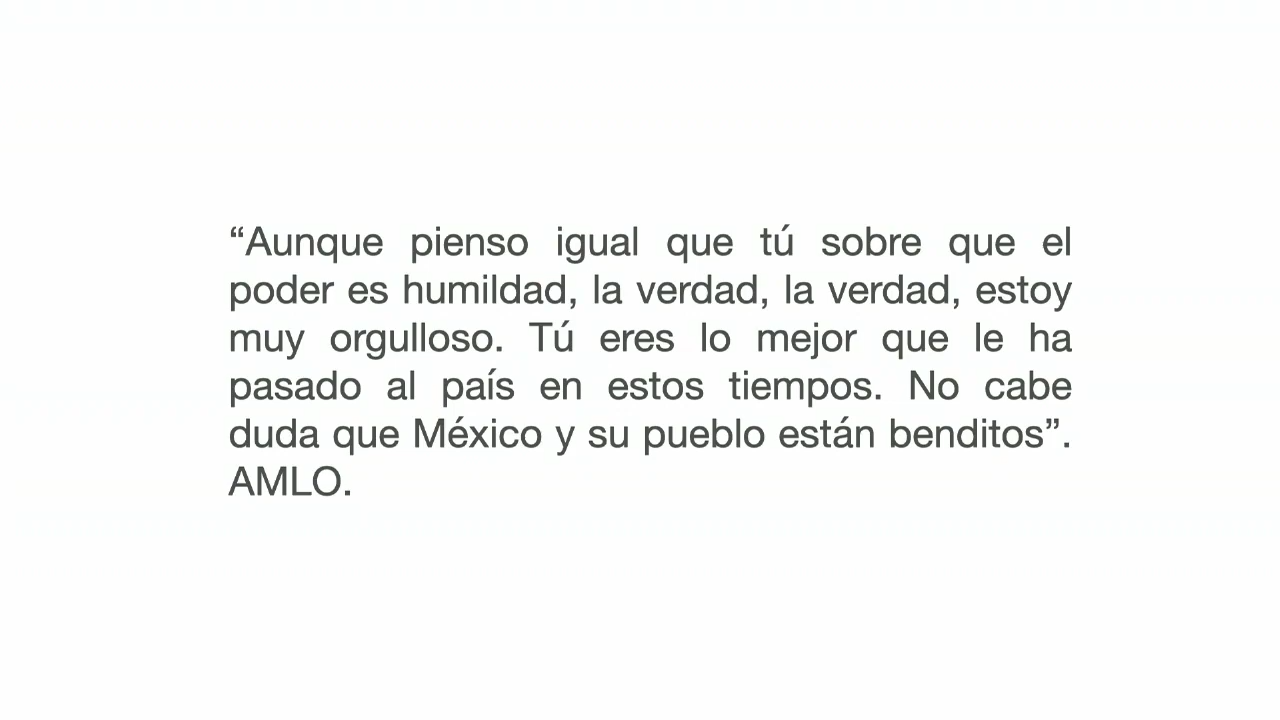 “Aunque pienso igual que tú sobre que el
poder es humildad, la verdad, la verdad, estoy
muy orgulloso. Tú eres lo mejor que le ha
pasado al país en estos tiempos. No cabe
duda que México y su pueblo están benditos”.
AMLO.